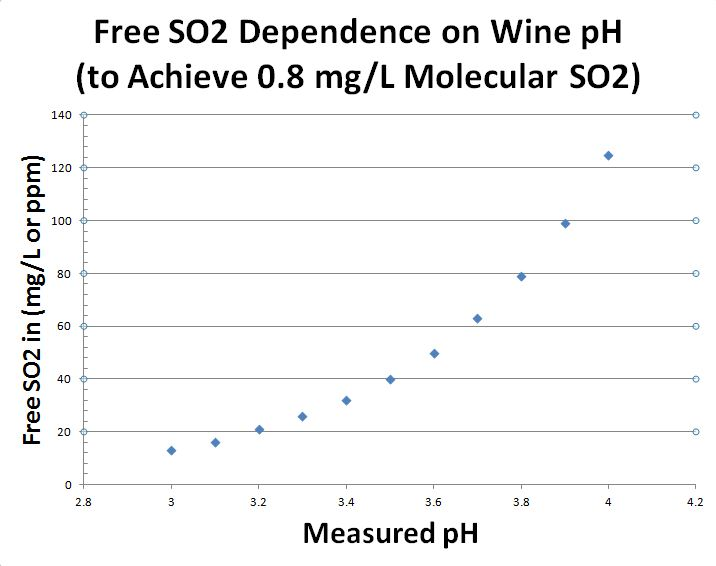 Free SO2 Dependence on Wine pH
(to Achieve 0.8 mg/L Molecular SO2)
Free SO2 in (mg/L or ppm)
140
120
100
80
60
40
20
0
2.8 3 3.2 3.4 3.6 3.8 4 4.2
Measured pH